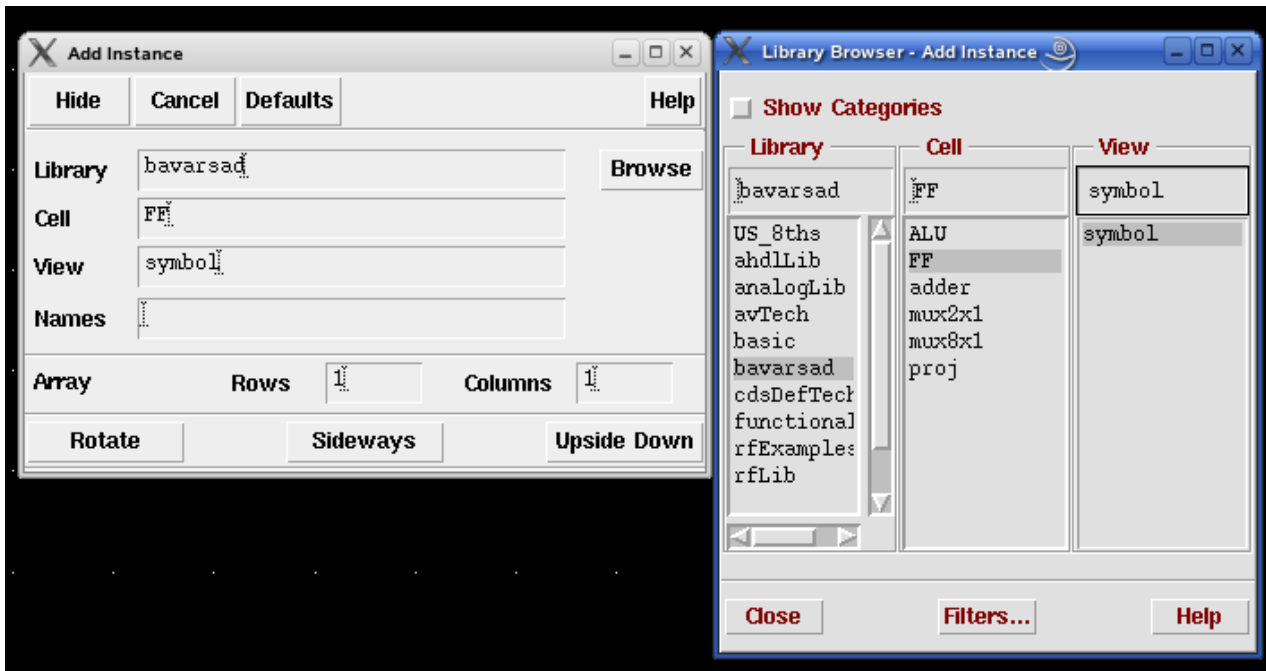 Add Instance
Hide Cancel Defaults Help
Library bavarsad Browse
Cell FF
View symbol
Names
Array Rows 1 Columns 1
Rotate Sideways Upside Down
Library Browser - Add Instance
Show Categories
Library Cell View
bavarsad FF symbol
US_8ths ALU symbol
ahdlLib FF
analogLib adder
avTech mux2x1
basic mux8x1
bavarsad proj
cdsDefTech
functional
rfExamples
rfLib
Close Filters... Help